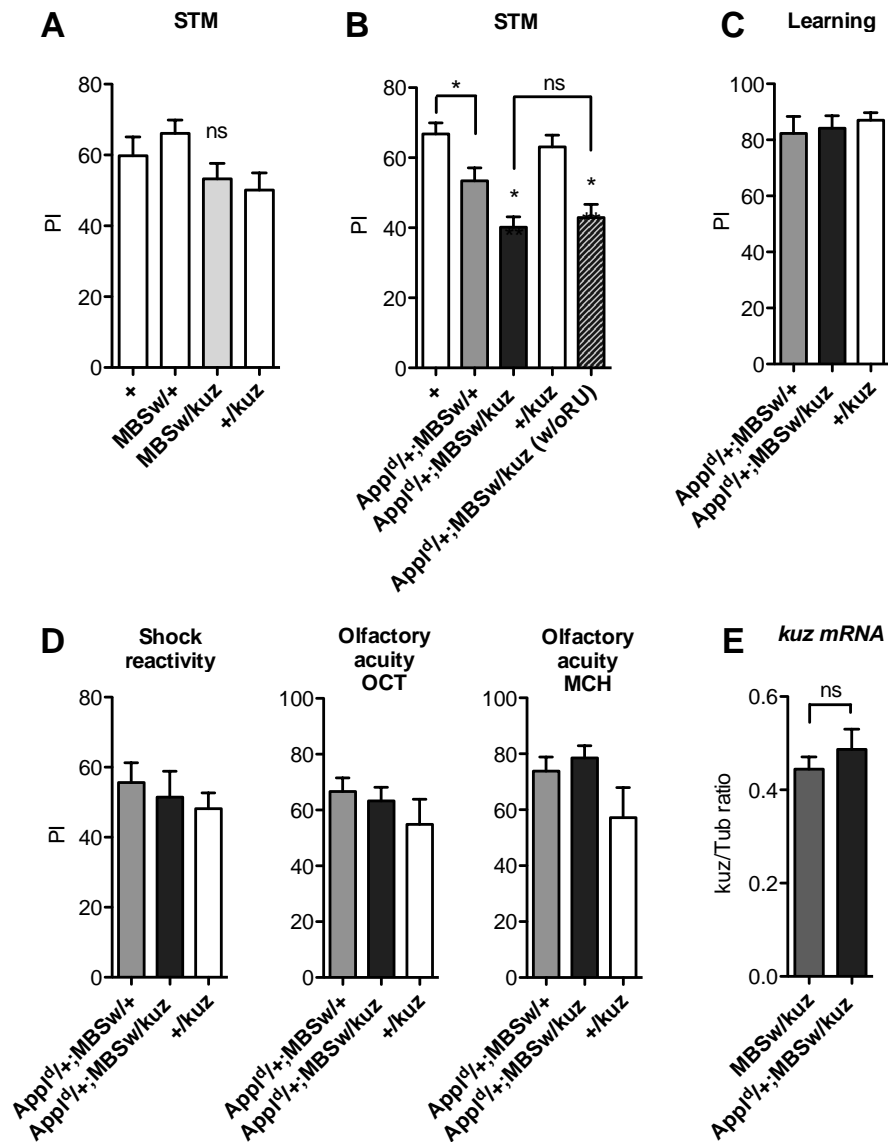 A
STM
80
60
40
20
0
PI
ns
+
MBSw/+
MBSw/kuz
+/kuz
B
STM
80
60
40
20
0
PI
*
ns
*
**
*
**
+
Appl^d/+;MBSw/+
Appl^d/+;MBSw/kuz
+/kuz
Appl^d/+;MBSw/kuz (w/oRU)
C
Learning
100
80
60
40
20
0
PI
Appl^d/+;MBSw/+
Appl^d/+;MBSw/kuz
+/kuz
D
Shock
reactivity
80
60
40
20
0
PI
Appl^d/+;MBSw/+
Appl^d/+;MBSw/kuz
+/kuz
Olfactory
acuity
OCT
100
80
60
40
20
0
Appl^d/+;MBSw/+
Appl^d/+;MBSw/kuz
+/kuz
Olfactory
acuity
MCH
100
80
60
40
20
0
Appl^d/+;MBSw/+
Appl^d/+;MBSw/kuz
+/kuz
E
kuz mRNA
0.6
0.4
0.2
0.0
kuz/Tub ratio
ns
MBSw/kuz
Appl^d/+;MBSw/kuz